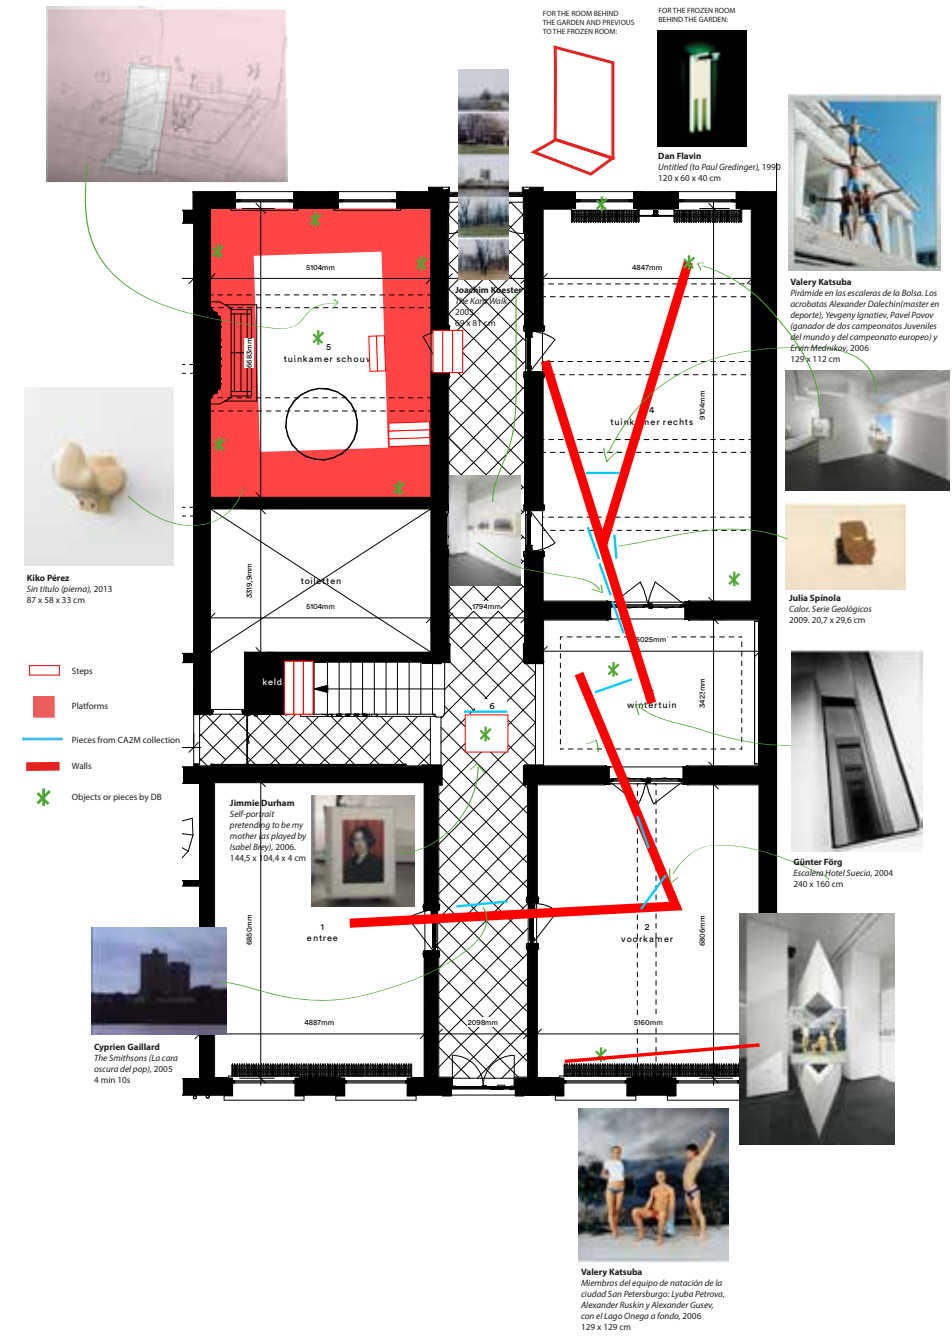 FOR THE ROOM BEHIND
THE GARDEN AND PREVIOUS
TO THE FROZEN ROOM:
FOR THE FROZEN ROOM
BEHIND THE GARDEN:
Dan Flavin
Untitled (to Paul Gredinger), 1990
120 x 60 x 40 cm
Valery Katsuba
Pirámide en las escaleras de la Bolsa. Los
acrobatas Alexander Dalechin(master en
deporte), Yevgeny Ignatiev, Pavel Povov
(ganador de dos campeonatos Juveniles
del mundo y del campeonato europeo) y
Ervin Mednikov, 2006
129 x 112 cm
Joachim Koester
The Kant Walk
2003
69 x 81 cm
5104mm
4847mm
5
tuinkamer schouw
6683mm
4
tuinkamer rechts
9104mm
Kiko Pérez
Sin titulo (pierna), 2013
87 x 58 x 33 cm
Julia Spínola
Calor. Serie Geológicos
2009. 20,7 x 29,6 cm
toiletten
3319,9mm
5104mm
1794mm
5025mm
3423mm
wintertuin
keld
6
Steps
Platforms
Pieces from CA2M collection
Walls
Objects or pieces by DB
Jimmie Durham
Self-portrait
pretending to be my
mother (as played by
Isabel Brey), 2006.
144,5 x 104,4 x 4 cm
Günter Förg
Escalera Hotel Suecia, 2004
240 x 160 cm
1
entree
6850mm
2
voorkamer
6806mm
4887mm
2098mm
5160mm
Cyprien Gaillard
The Smithsons (La cara
oscura del pop), 2005
4 min 10s
Valery Katsuba
Miembros del equipo de natación de la
ciudad San Petersburgo: Lyuba Petrova,
Alexander Ruskin y Alexander Gusev,
con el Lago Onega a fondo, 2006
129 x 129 cm